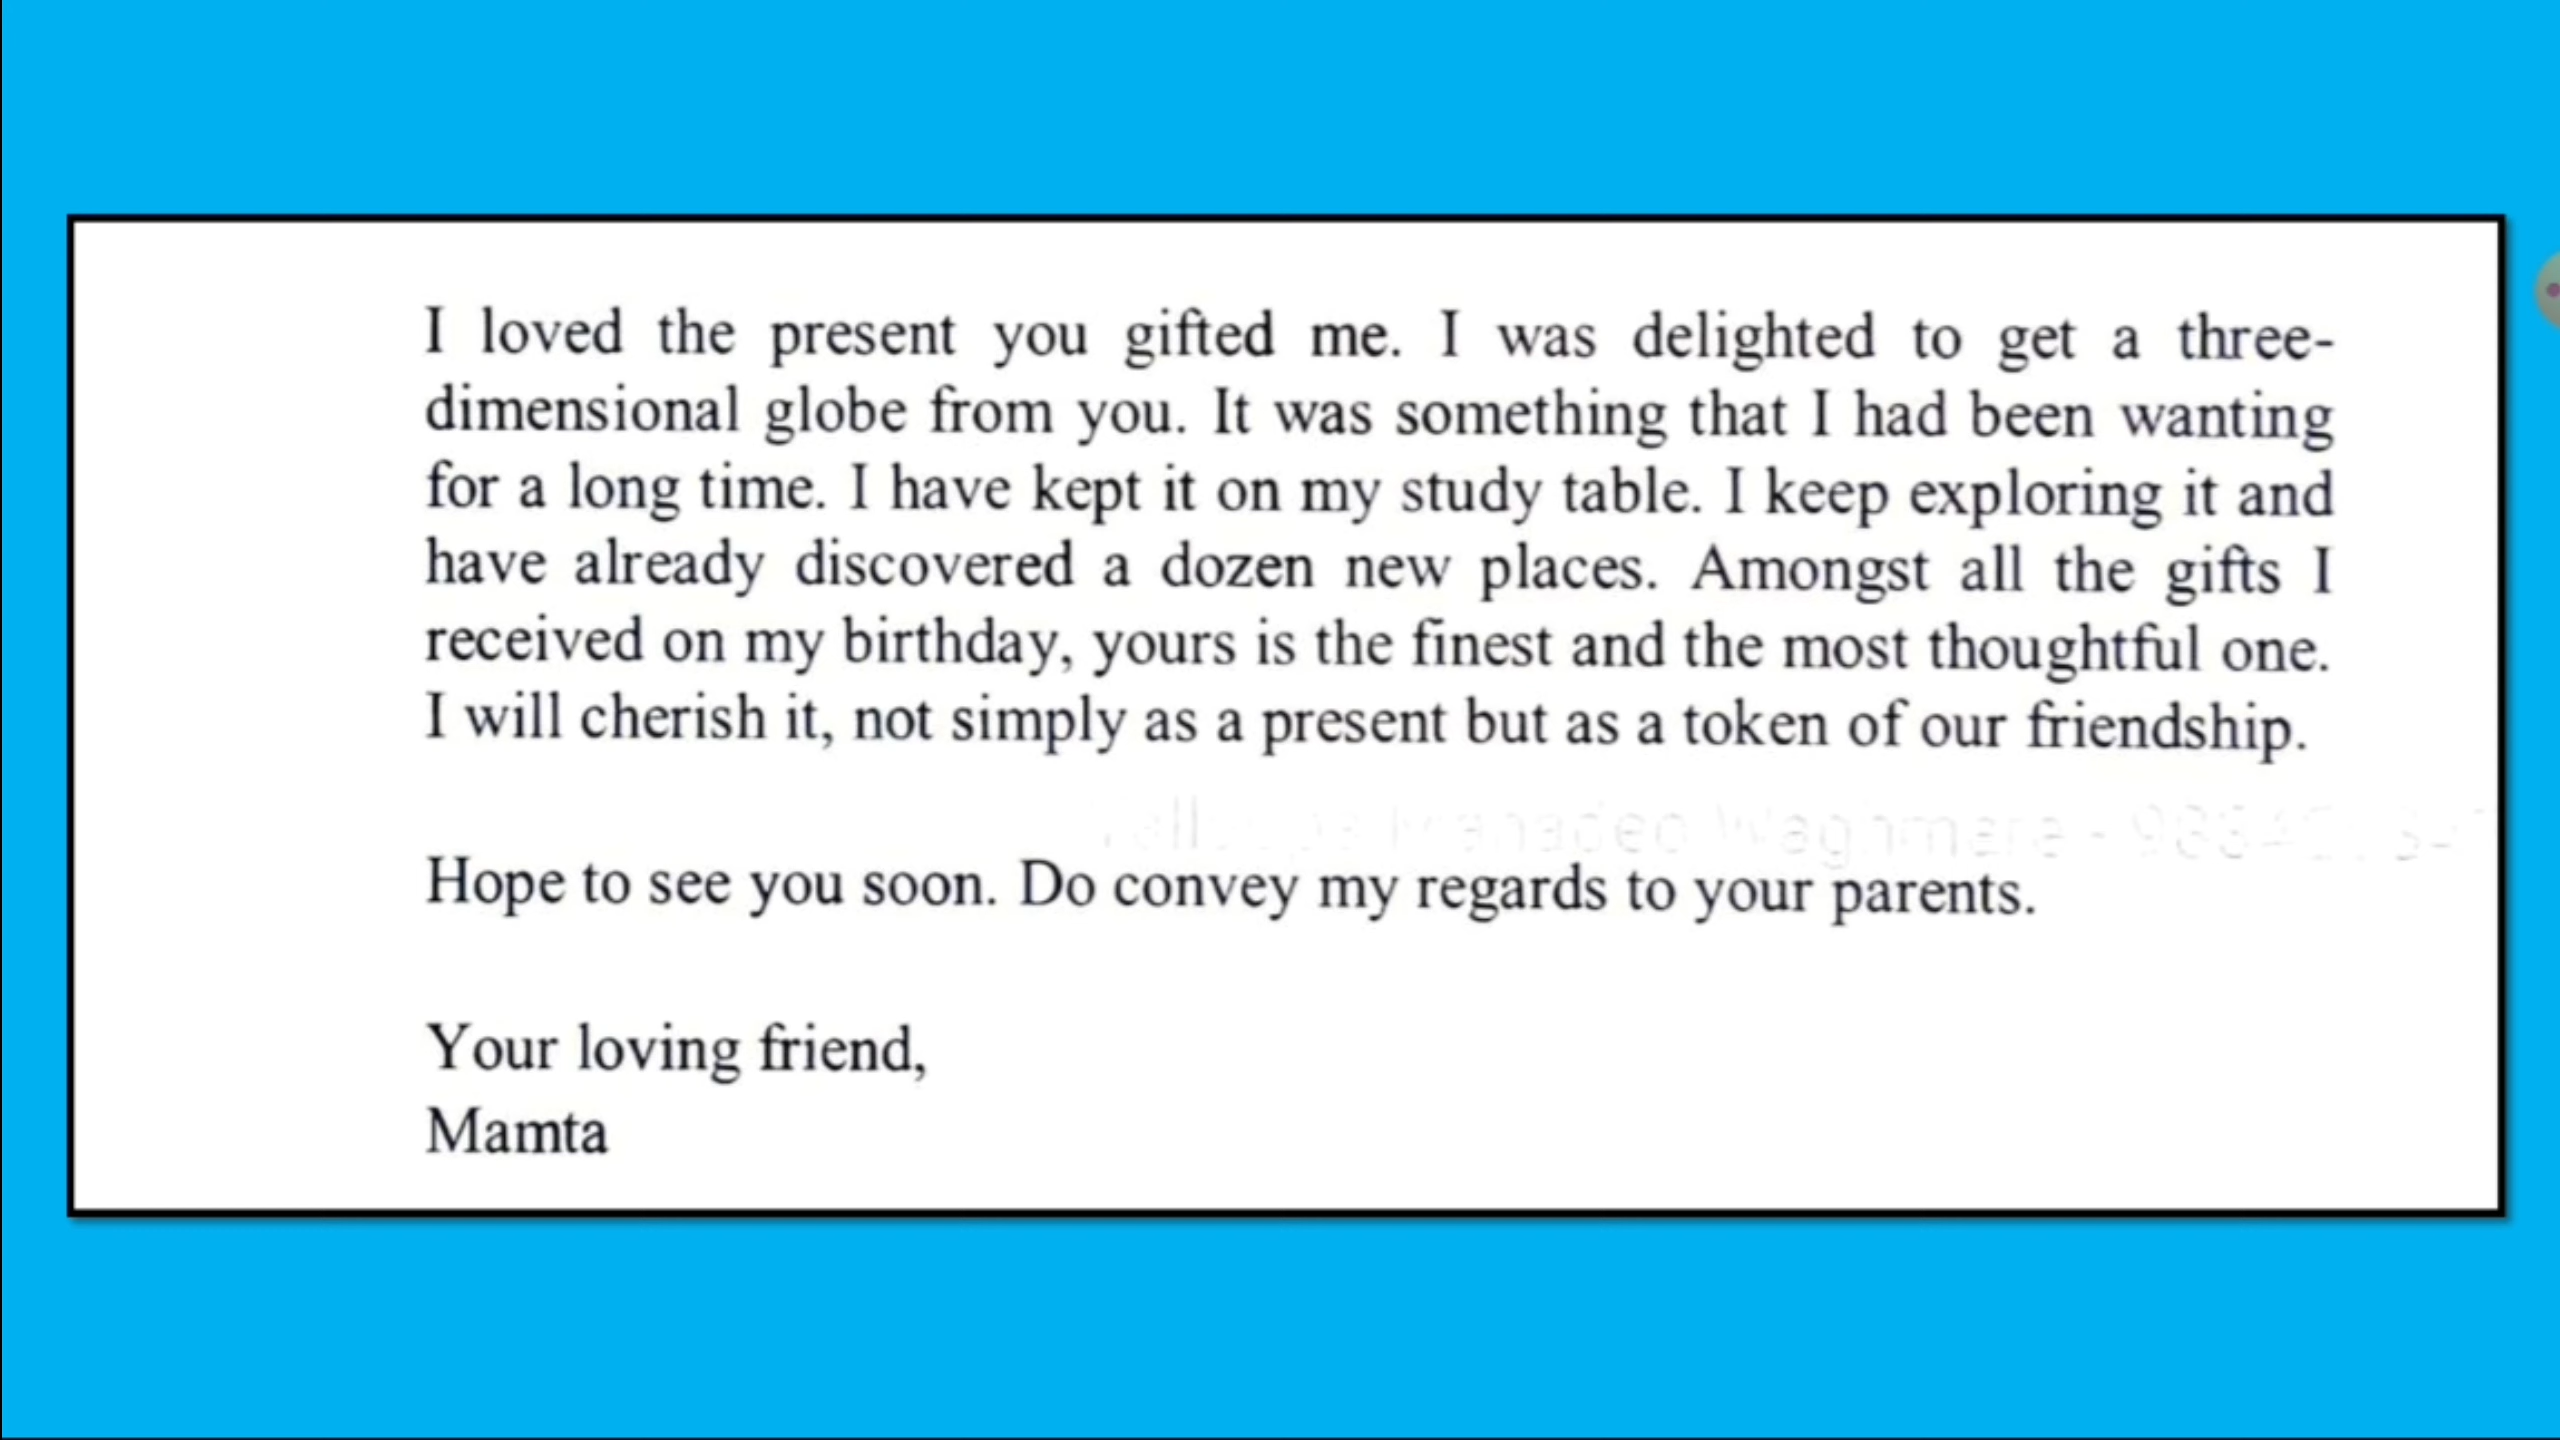 I loved the present you gifted me. I was delighted to get a three-
dimensional globe from you. It was something that I had been wanting
for a long time. I have kept it on my study table. I keep exploring it and
have already discovered a dozen new places. Amongst all the gifts I
received on my birthday, yours is the finest and the most thoughtful one.
I will cherish it, not simply as a present but as a token of our friendship.
Hope to see you soon. Do convey my regards to your parents.
Your loving friend,
Mamta